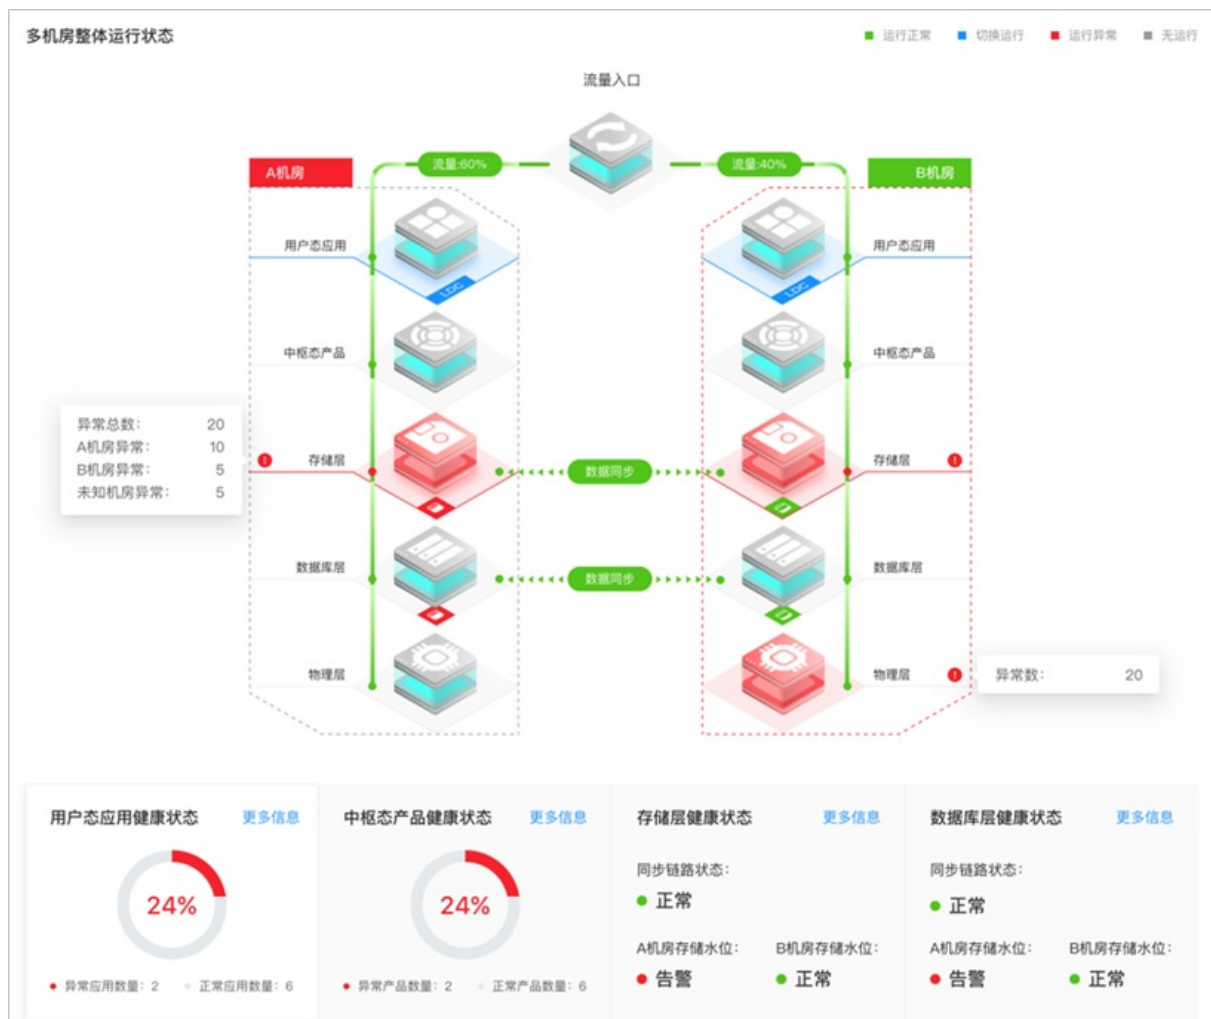 多机房整体运行状态
运行正常 切换运行 运行异常 无运行
流量入口
流量:60% 流量:40%
A机房 B机房
用户态应用 用户态应用
LDC LDC
中枢态产品 中枢态产品
异常总数: 20
A机房异常: 10
B机房异常: 5
未知机房异常: 5
存储层 数据同步 存储层
数据库层 数据同步 数据库层
物理层 物理层
异常数: 20
用户态应用健康状态 更多信息
24%
异常应用数量: 2 正常应用数量: 6
中枢态产品健康状态 更多信息
24%
异常产品数量: 2 正常产品数量: 6
存储层健康状态 更多信息
同步链路状态:
正常
A机房存储水位: B机房存储水位:
告警 正常
数据库层健康状态 更多信息
同步链路状态:
正常
A机房存储水位: B机房存储水位:
告警 正常